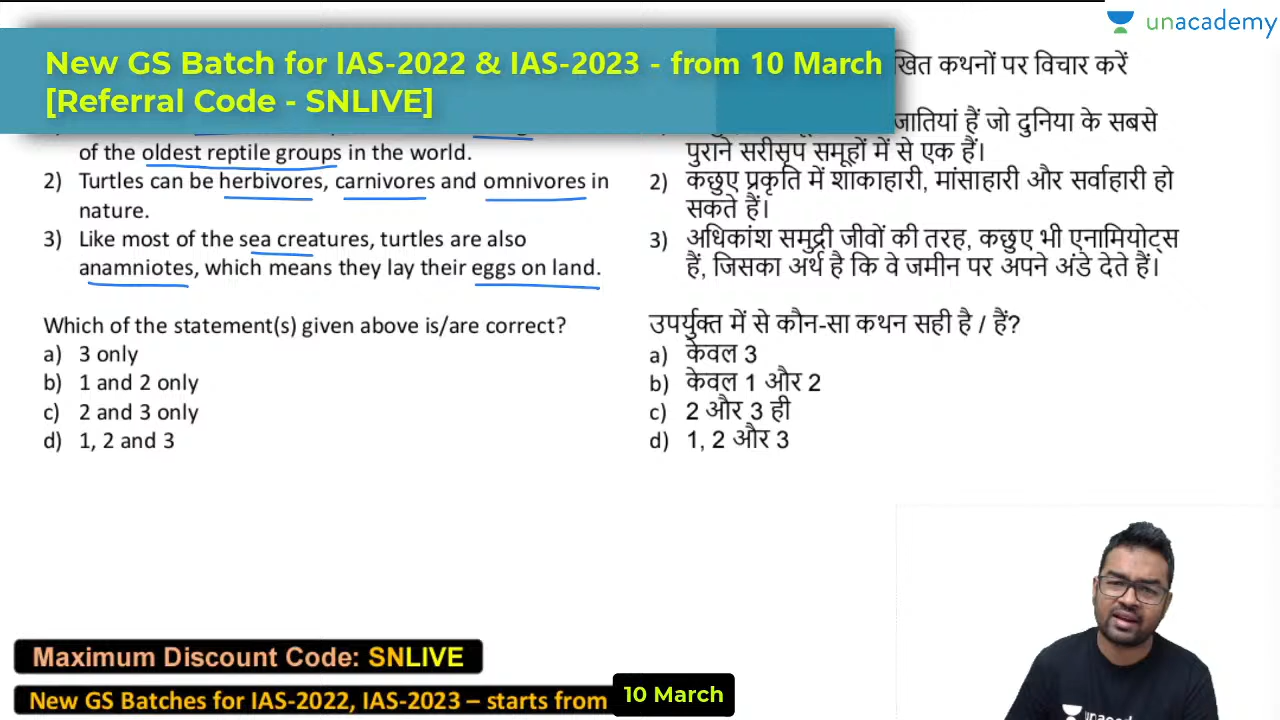 unacademy
New GS Batch for IAS-2022 & IAS-2023 - from 10 March
[Referral Code - SNLIVE]
of the oldest reptile groups in the world.
2) Turtles can be herbivores, carnivores and omnivores in
nature.
3) Like most of the sea creatures, turtles are also
anamniotes, which means they lay their eggs on land.
Which of the statement(s) given above is/are correct?
a) 3 only
b) 1 and 2 only
c) 2 and 3 only
d) 1, 2 and 3
कथनों पर विचार करें
जातियां हैं जो दुनिया के सबसे
पुराने सरीसृप समूहों में से एक हैं।
2) कछुए प्रकृति में शाकाहारी, मांसाहारी और सर्वाहारी हो
सकते हैं।
3) अधिकांश समुद्री जीवों की तरह, कछुए भी एनामियोट्स
हैं, जिसका अर्थ है कि वे जमीन पर अपने अंडे देते हैं।
उपर्युक्त में से कौन-सा कथन सही है / हैं?
a) केवल 3
b) केवल 1 और 2
c) 2 और 3 ही
d) 1, 2 और 3
Maximum Discount Code: SNLIVE
New GS Batches for IAS-2022, IAS-2023 – starts from 10 March